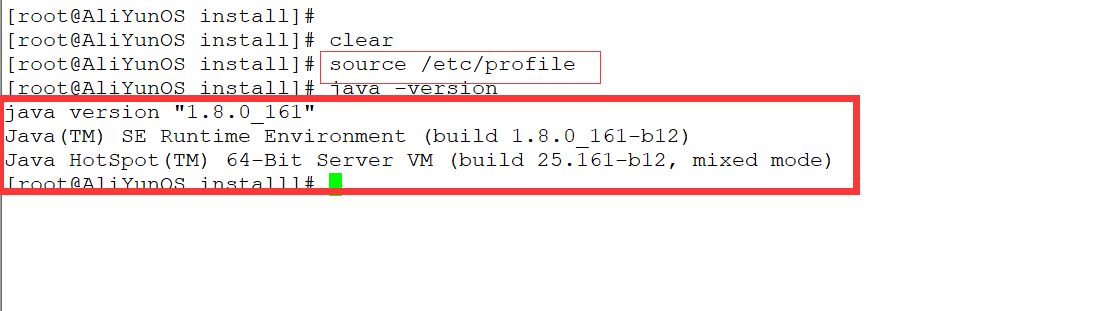 [root@AliYunOS install]#
[root@AliYunOS install]# clear
[root@AliYunOS install]# source /etc/profile
[root@AliYunOS install]# java -version
java version "1.8.0_161"
Java(TM) SE Runtime Environment (build 1.8.0_161-b12)
Java HotSpot(TM) 64-Bit Server VM (build 25.161-b12, mixed mode)
[root@AliYunOS install]#